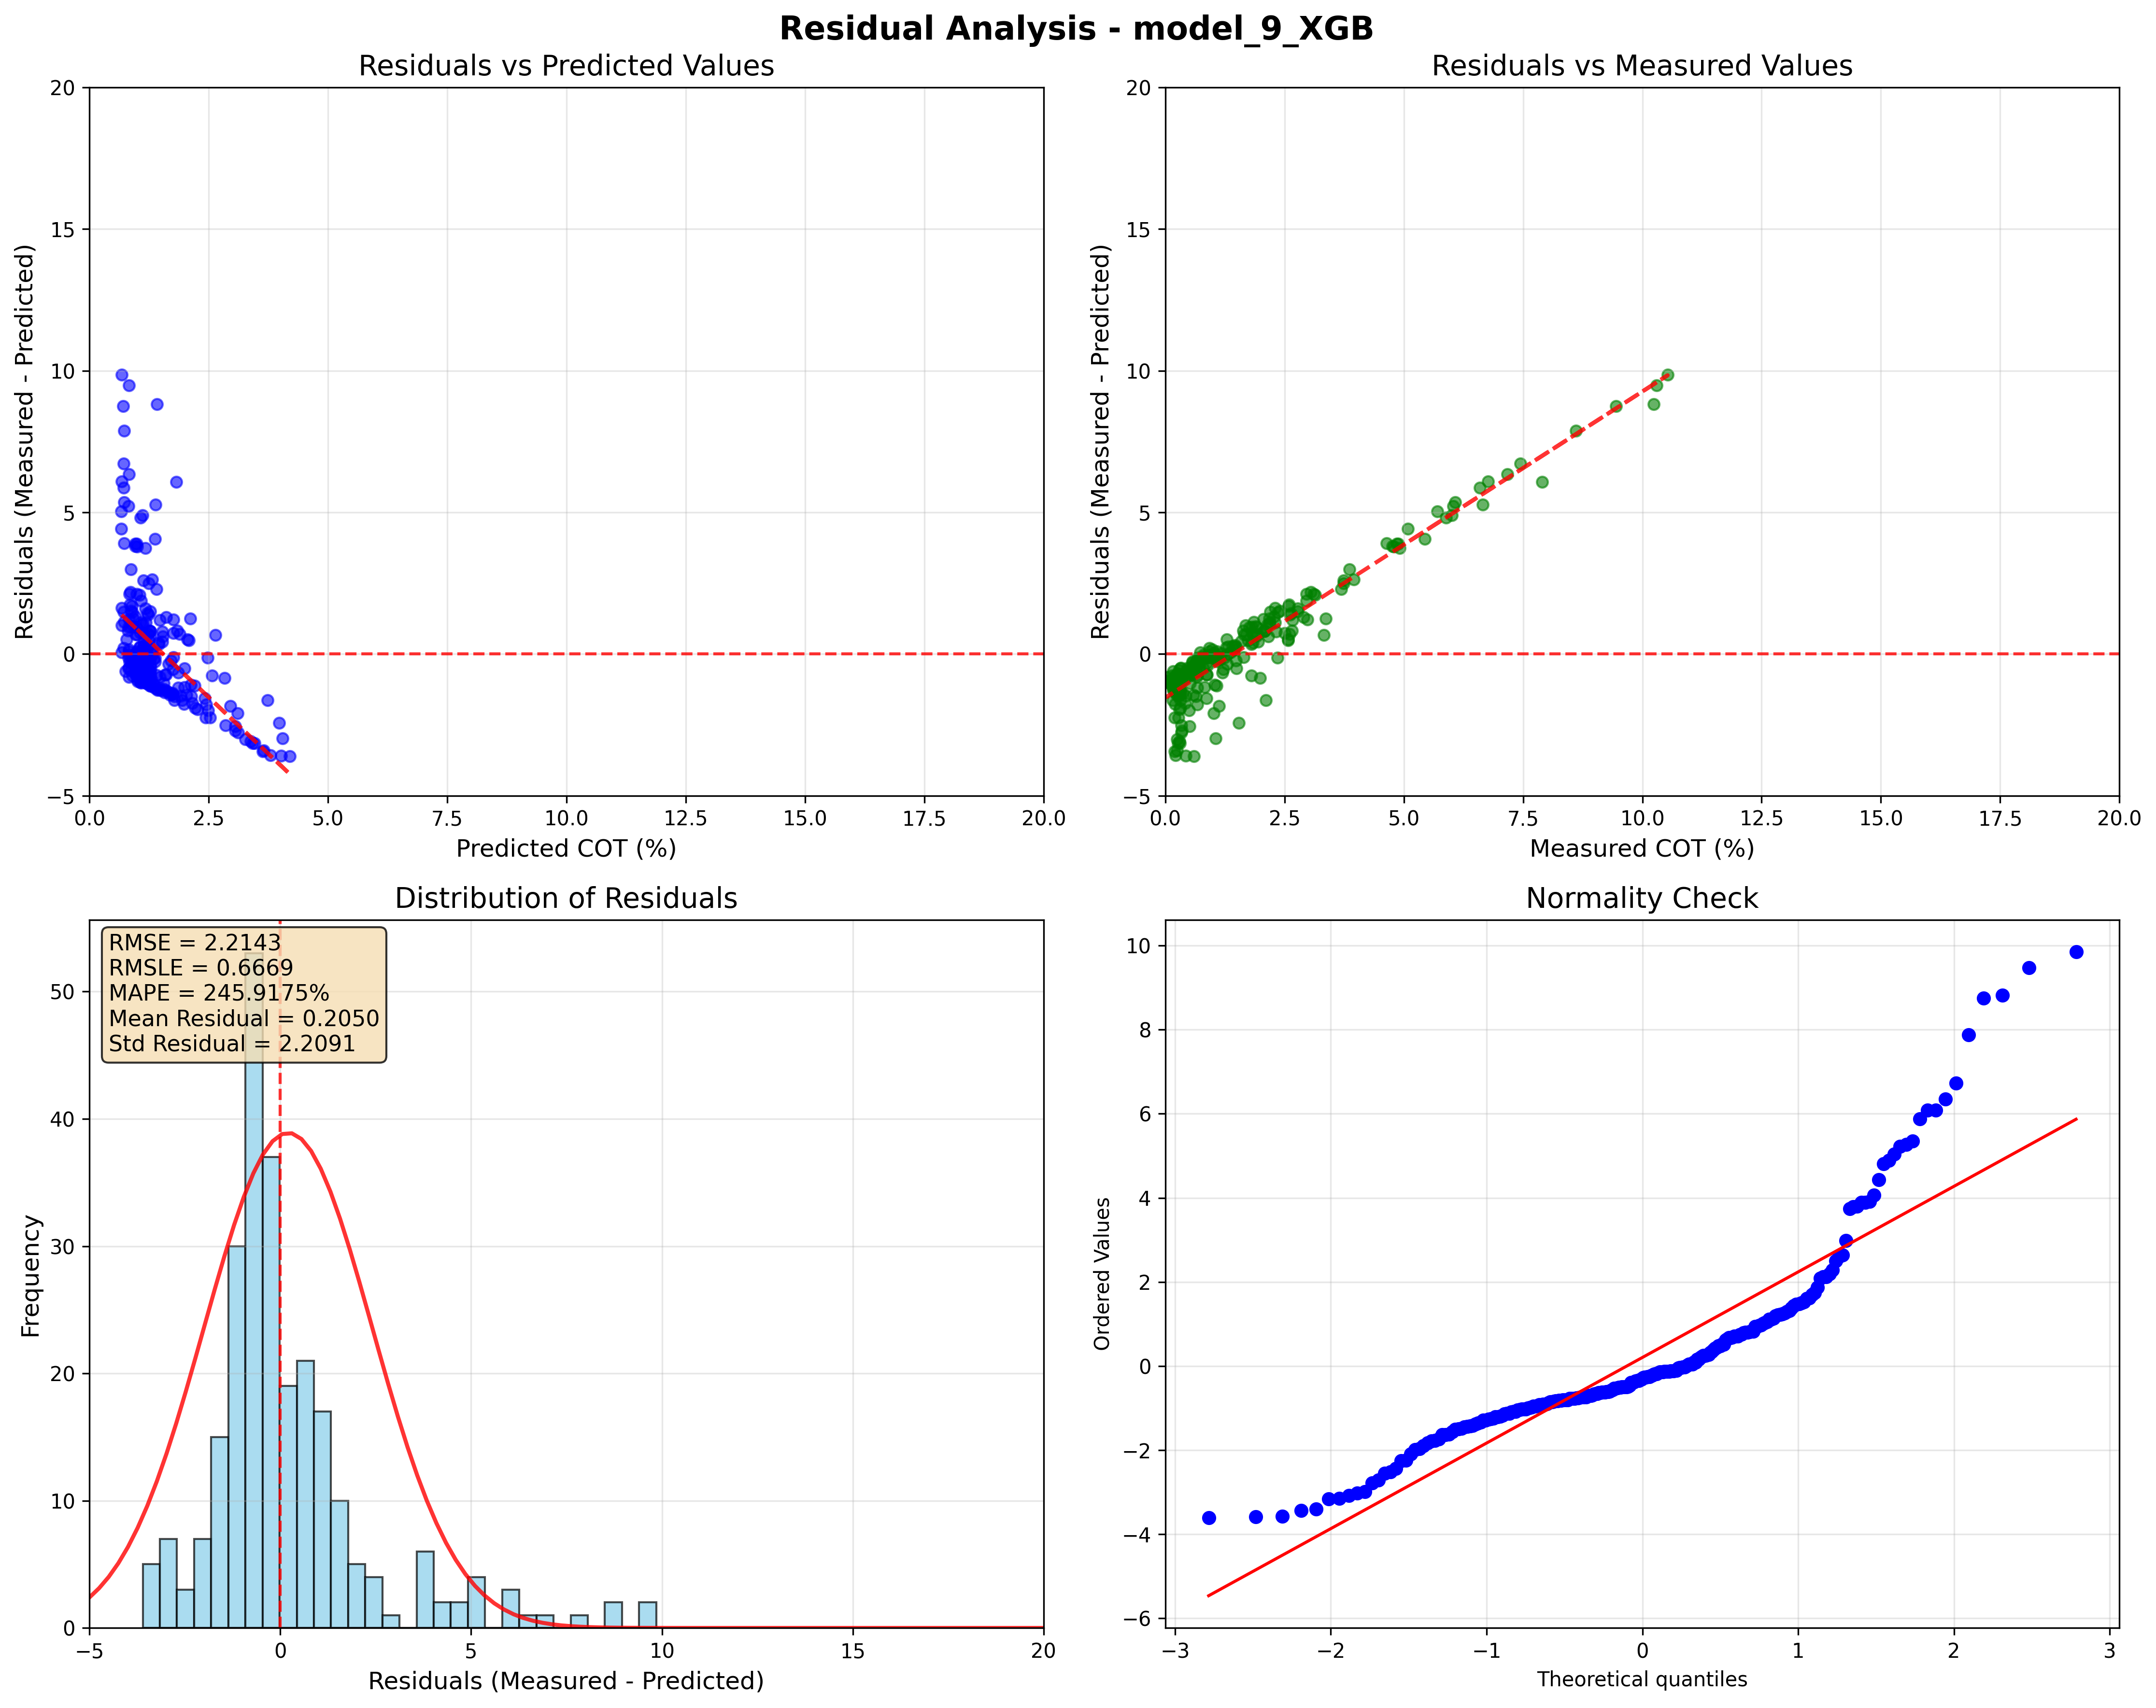 Residual Analysis - model_9_XGB
Residuals vs Predicted Values
20
15
10
5
0
−5
Residuals (Measured - Predicted)
0.0 2.5 5.0 7.5 10.0 12.5 15.0 17.5 20.0
Predicted COT (%)
Residuals vs Measured Values
20
15
10
5
0
−5
Residuals (Measured - Predicted)
0.0 2.5 5.0 7.5 10.0 12.5 15.0 17.5 20.0
Measured COT (%)
Distribution of Residuals
RMSE = 2.2143
RMSLE = 0.6669
MAPE = 245.9175%
Mean Residual = 0.2050
Std Residual = 2.2091
50
40
30
20
10
0
Frequency
−5 0 5 10 15 20
Residuals (Measured - Predicted)
Normality Check
10
8
6
4
2
0
−2
−4
−6
Ordered Values
−3 −2 −1 0 1 2 3
Theoretical quantiles